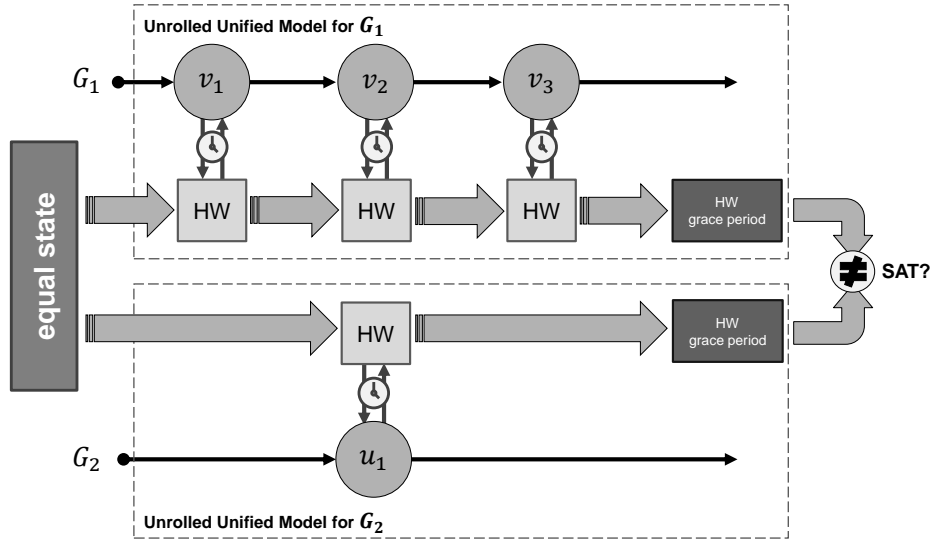 Unrolled Unified Model for G₁
G₁
v₁
v₂
v₃
equal state
HW
HW
HW
HW
grace period
≠
SAT?
HW
HW
grace period
G₂
u₁
Unrolled Unified Model for G₂